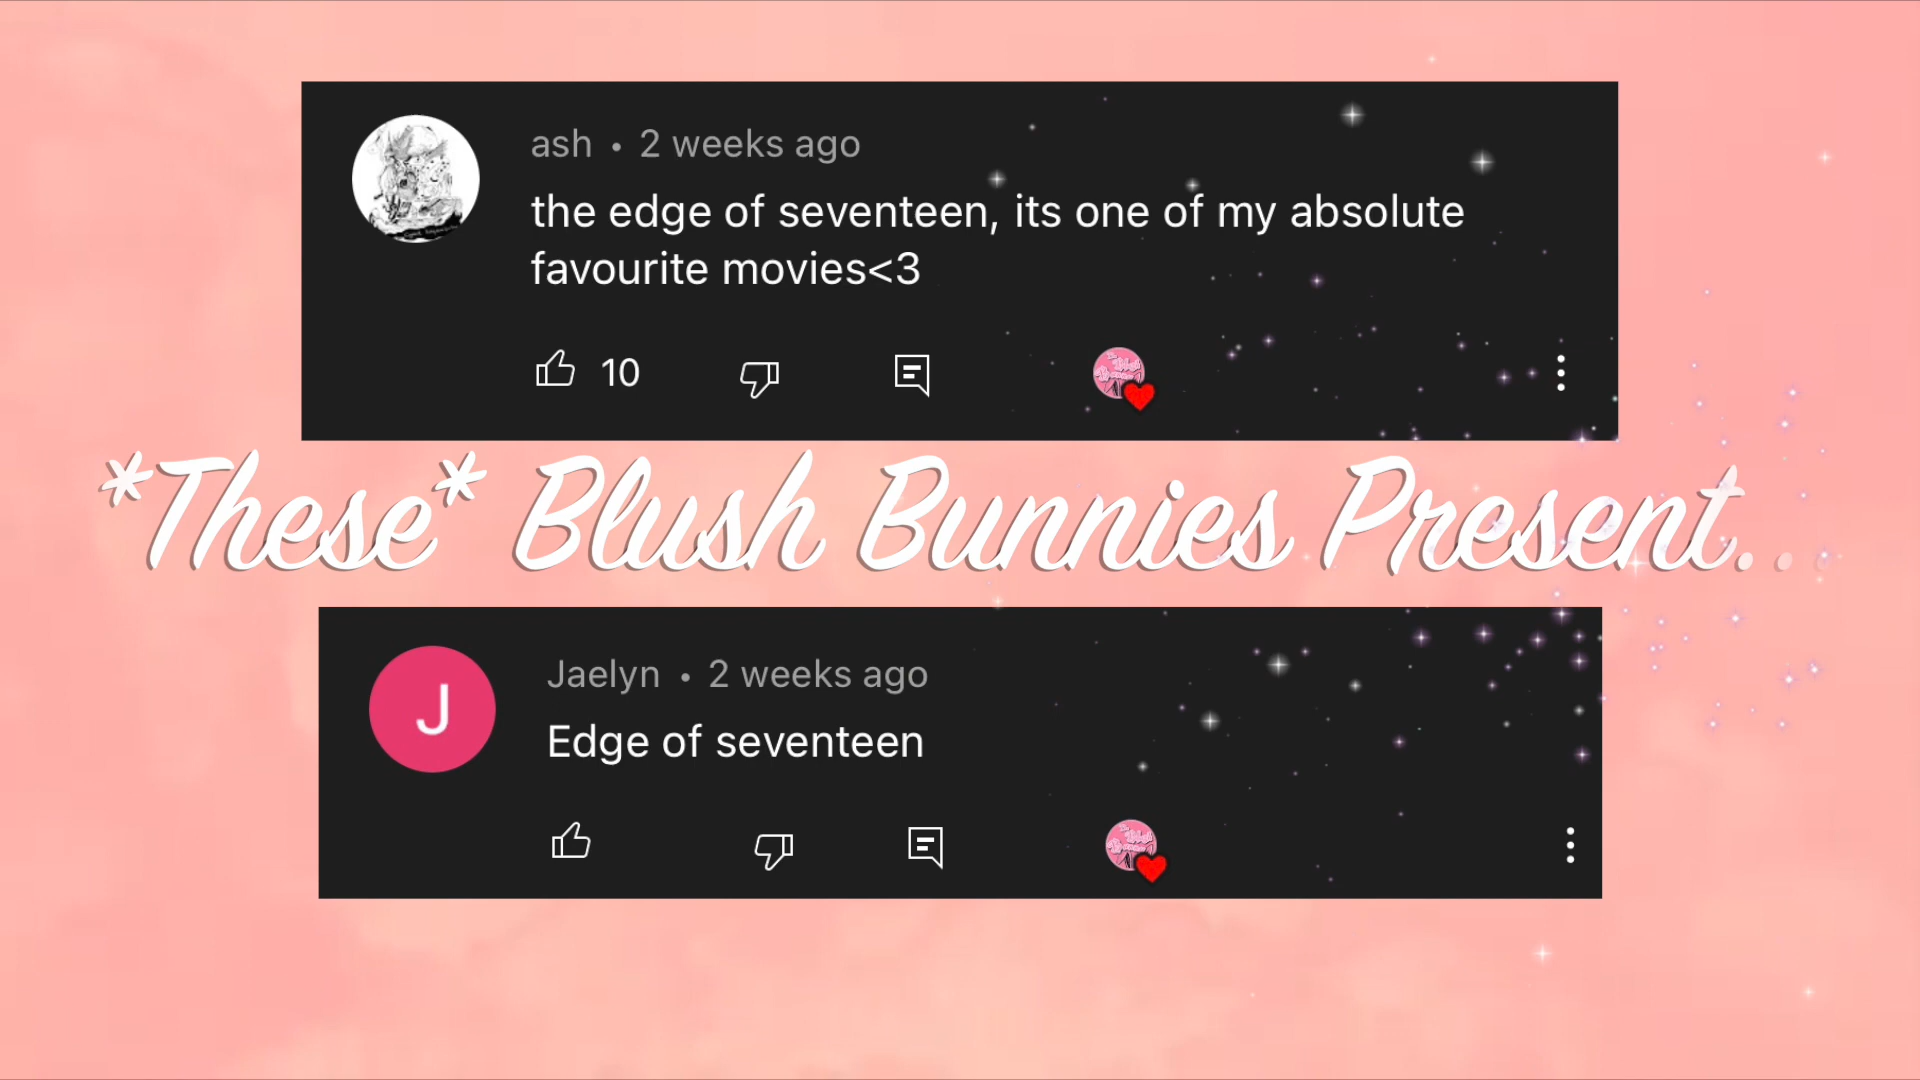 ash • 2 weeks ago
the edge of seventeen, its one of my absolute
favourite movies<3
10
*These* Blush Bunnies Present...
J
Jaelyn • 2 weeks ago
Edge of seventeen